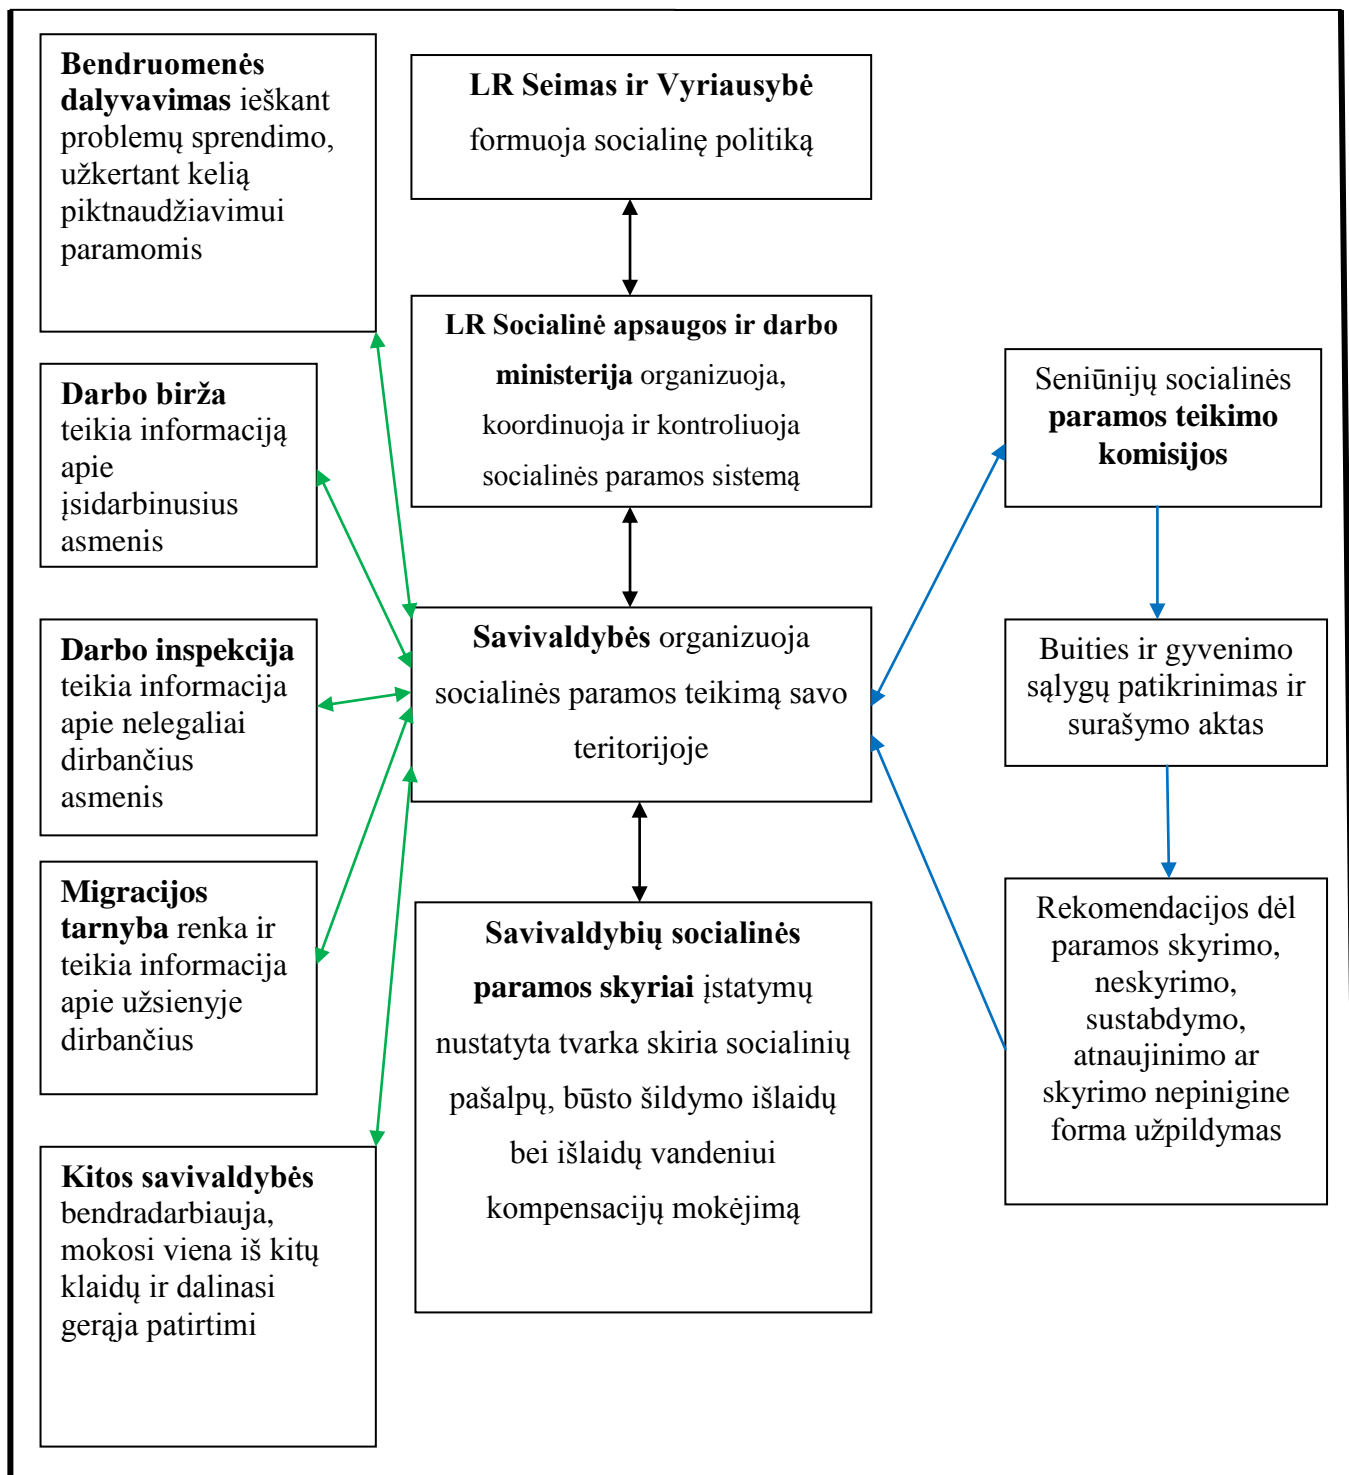 Bendruomenės
dalyvavimas ieškant
problemų sprendimo,
užkertant kelią
piktnaudžiavimui
paramomis
Darbo birža
teikia informaciją
apie
įsidarbinusius
asmenis
Darbo inspekcija
teikia informacija
apie nelegaliai
dirbančius
asmenis
Migracijos
tarnyba renka ir
teikia informacija
apie užsienyje
dirbančius
Kitos savivaldybės
bendradarbiauja,
mokosi viena iš kitų
klaidų ir dalinasi
gerąja patirtimi
LR Seimas ir Vyriausybė
formuoja socialinę politiką
LR Socialinė apsaugos ir darbo
ministerija organizuoja,
koordinuoja ir kontroliuoja
socialinės paramos sistemą
Savivaldybės organizuoja
socialinės paramos teikimą savo
teritorijoje
Savivaldybių socialinės
paramos skyriai įstatymų
nustatyta tvarka skiria socialinių
pašalpų, būsto šildymo išlaidų
bei išlaidų vandeniui
kompensacijų mokėjimą
Seniūnijų socialinės
paramos teikimo
komisijos
Buities ir gyvenimo
sąlygų patikrinimas ir
surašymo aktas
Rekomendacijos dėl
paramos skyrimo,
neskyrimo,
sustabdymo,
atnaujinimo ar
skyrimo nepinigine
forma užpildymas